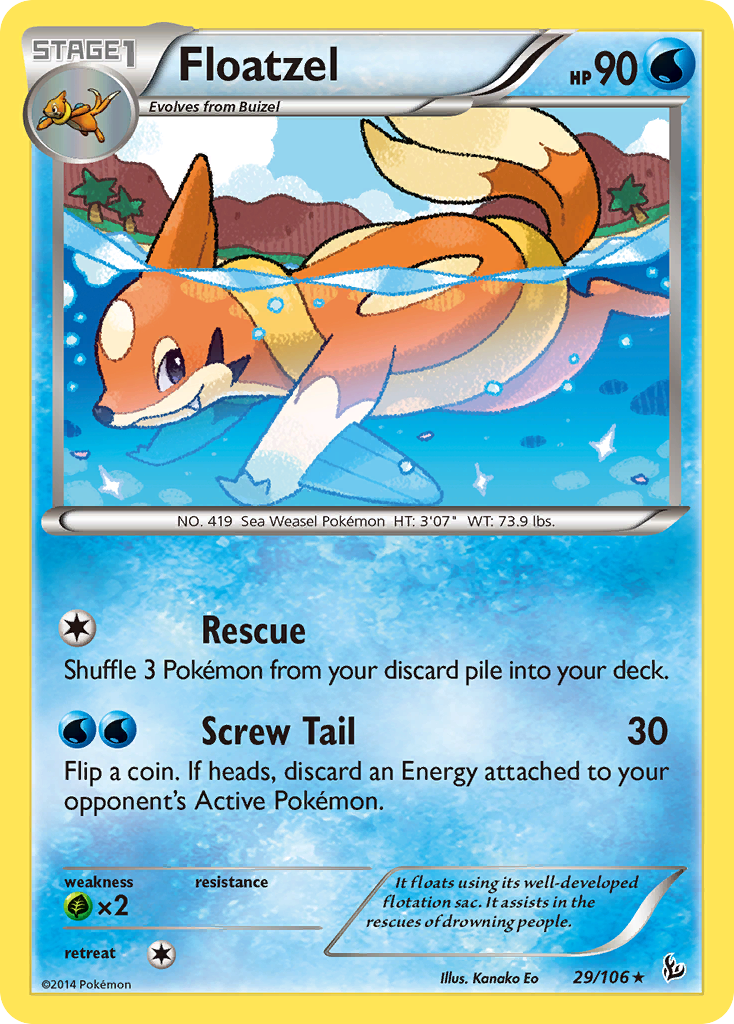 STAGE1
Floatzel
HP 90
Evolves from Buizel
NO. 419 Sea Weasel Pokémon HT: 3'07" WT: 73.9 lbs.
Rescue
Shuffle 3 Pokémon from your discard pile into your deck.
Screw Tail 30
Flip a coin. If heads, discard an Energy attached to your
opponent's Active Pokémon.
weakness resistance
×2
It floats using its well-developed
flotation sac. It assists in the
rescues of drowning people.
retreat
©2014 Pokémon
Illus. Kanako Eo
29/106 ★